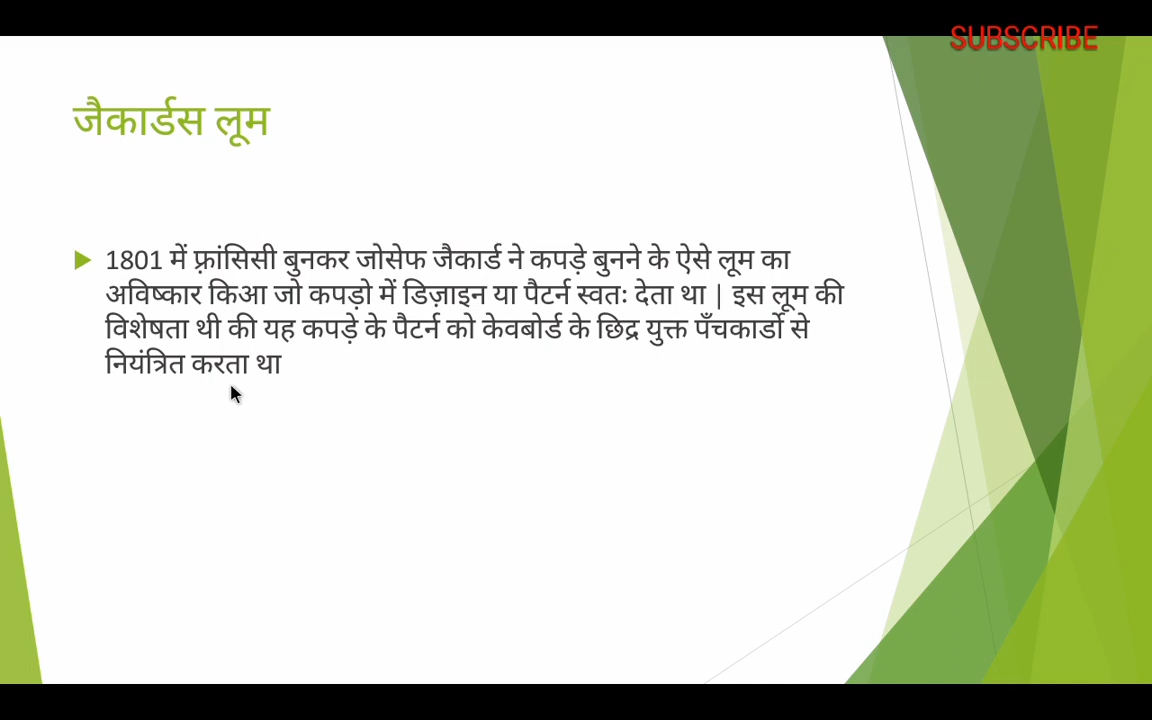 SUBSCRIBE
जैकार्डस लूम
1801 में फ़्रांसिसी बुनकर जोसेफ जैकार्ड ने कपड़े बुनने के ऐसे लूम का
अविष्कार किआ जो कपड़ो में डिज़ाइन या पैटर्न स्वतः देता था | इस लूम की
विशेषता थी की यह कपड़े के पैटर्न को केवबोर्ड के छिद्र युक्त पँचकार्डो से
नियंत्रित करता था